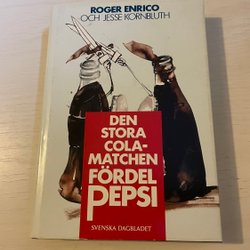 ROGER ENRICO
OCH JESSE KORNBLUTH
DEN
STORA
COLA-
MATCHEN
FÖRDEL
PEPSI
SVENSKA DAGBLADET